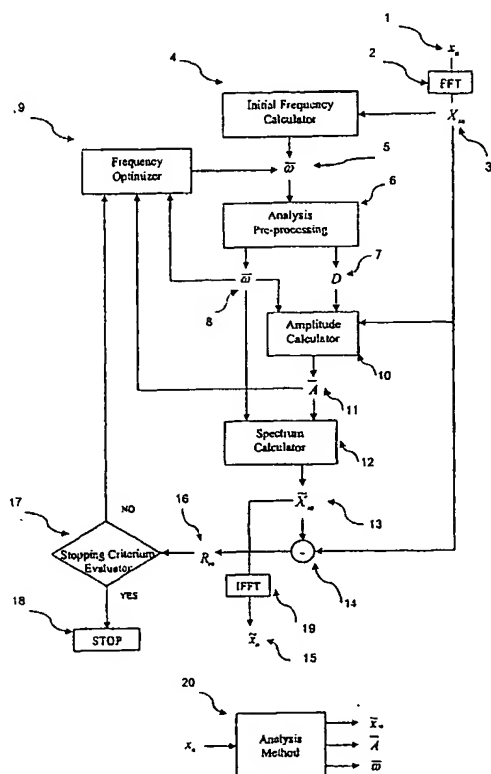 1
x_n
2
FFT
4
Initial Frequency Calculator
X_m
3
9
5
Frequency Optimizer
ω̄
6
Analysis Pre-processing
7
ω̄
D
8
Amplitude Calculator
10
Ā
11
Spectrum Calculator
12
X̃_m
13
17
NO
16
Stopping Criterium Evaluator
R_m
-
14
YES
18
IFFT
STOP
19
x̃_n
15
20
x_n
Analysis Method
x̃_n
Ā
ω̄